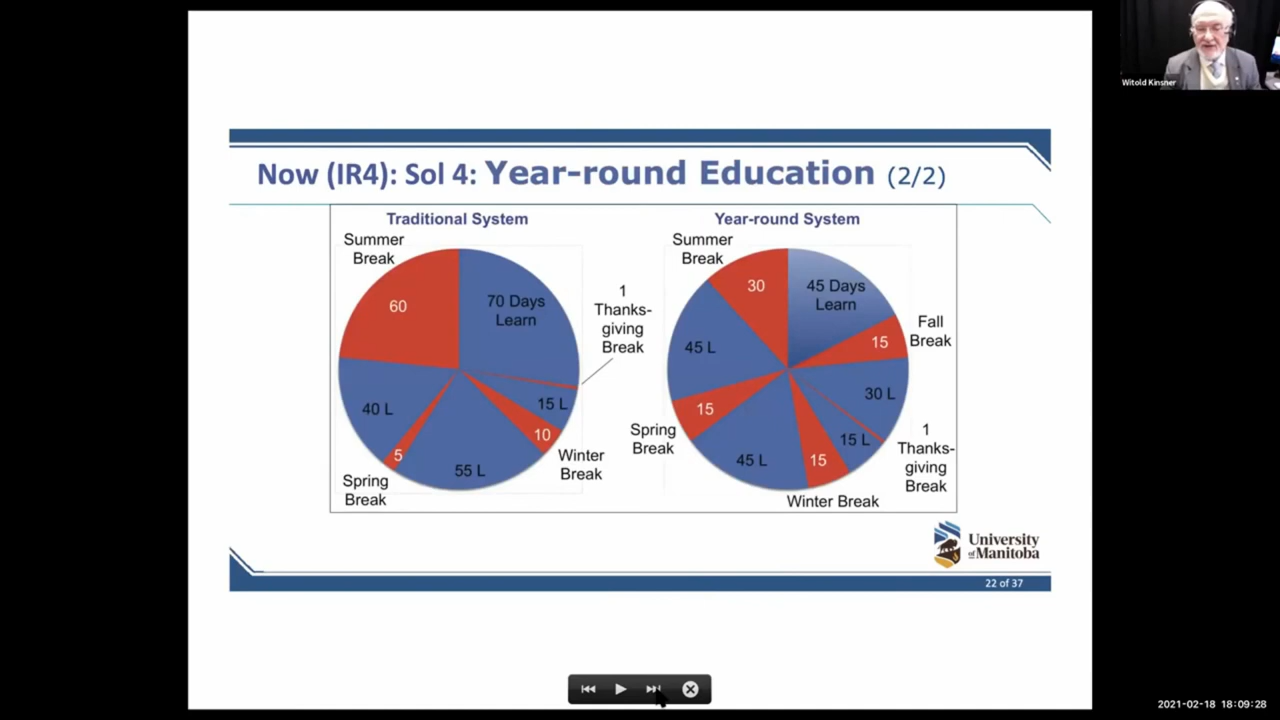 Witold Kinsner
Now (IR4): Sol 4: Year-round Education (2/2)
Traditional System
Summer
Break
60
70 Days
Learn
1
Thanks-
giving
Break
15 L
10
Winter
Break
55 L
5
Spring
Break
40 L
Year-round System
Summer
Break
30
45 Days
Learn
Fall
Break
15
30 L
1
Thanks-
giving
Break
15 L
15
Winter Break
45 L
15
Spring
Break
45 L
University
of Manitoba
22 of 37
2021-02-18 18:09:28